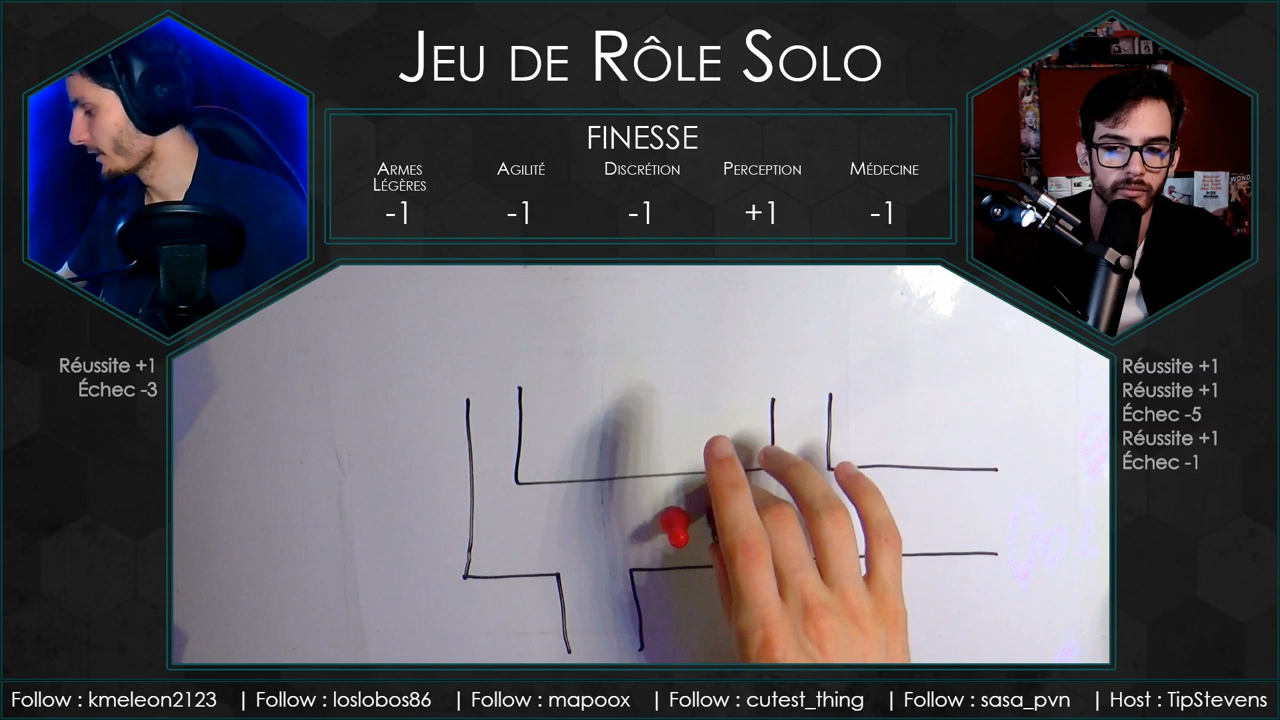 Jeu de Rôle Solo
FINESSE
Armes Légères
-1
Agilité
-1
Discrétion
-1
Perception
+1
Médecine
-1
Réussite +1
Échec -3
Réussite +1
Réussite +1
Échec -5
Réussite +1
Échec -1
Follow : kmeleon2123 | Follow : loslobos86 | Follow : mapoox | Follow : cutest_thing | Follow : sasa_pvn | Host : TipStevens